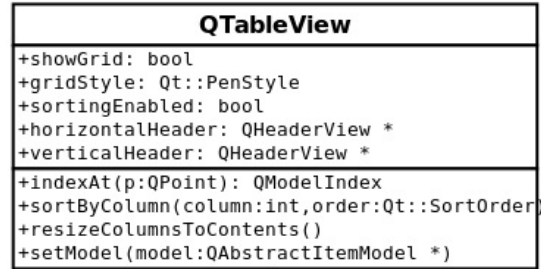 QTableView
+showGrid: bool
+gridStyle: Qt::PenStyle
+sortingEnabled: bool
+horizontalHeader: QHeaderView *
+verticalHeader: QHeaderView *
+indexAt(p:QPoint): QModelIndex
+sortByColumn(column:int,order:Qt::SortOrder)
+resizeColumnsToContents()
+setModel(model:QAbstractItemModel *)